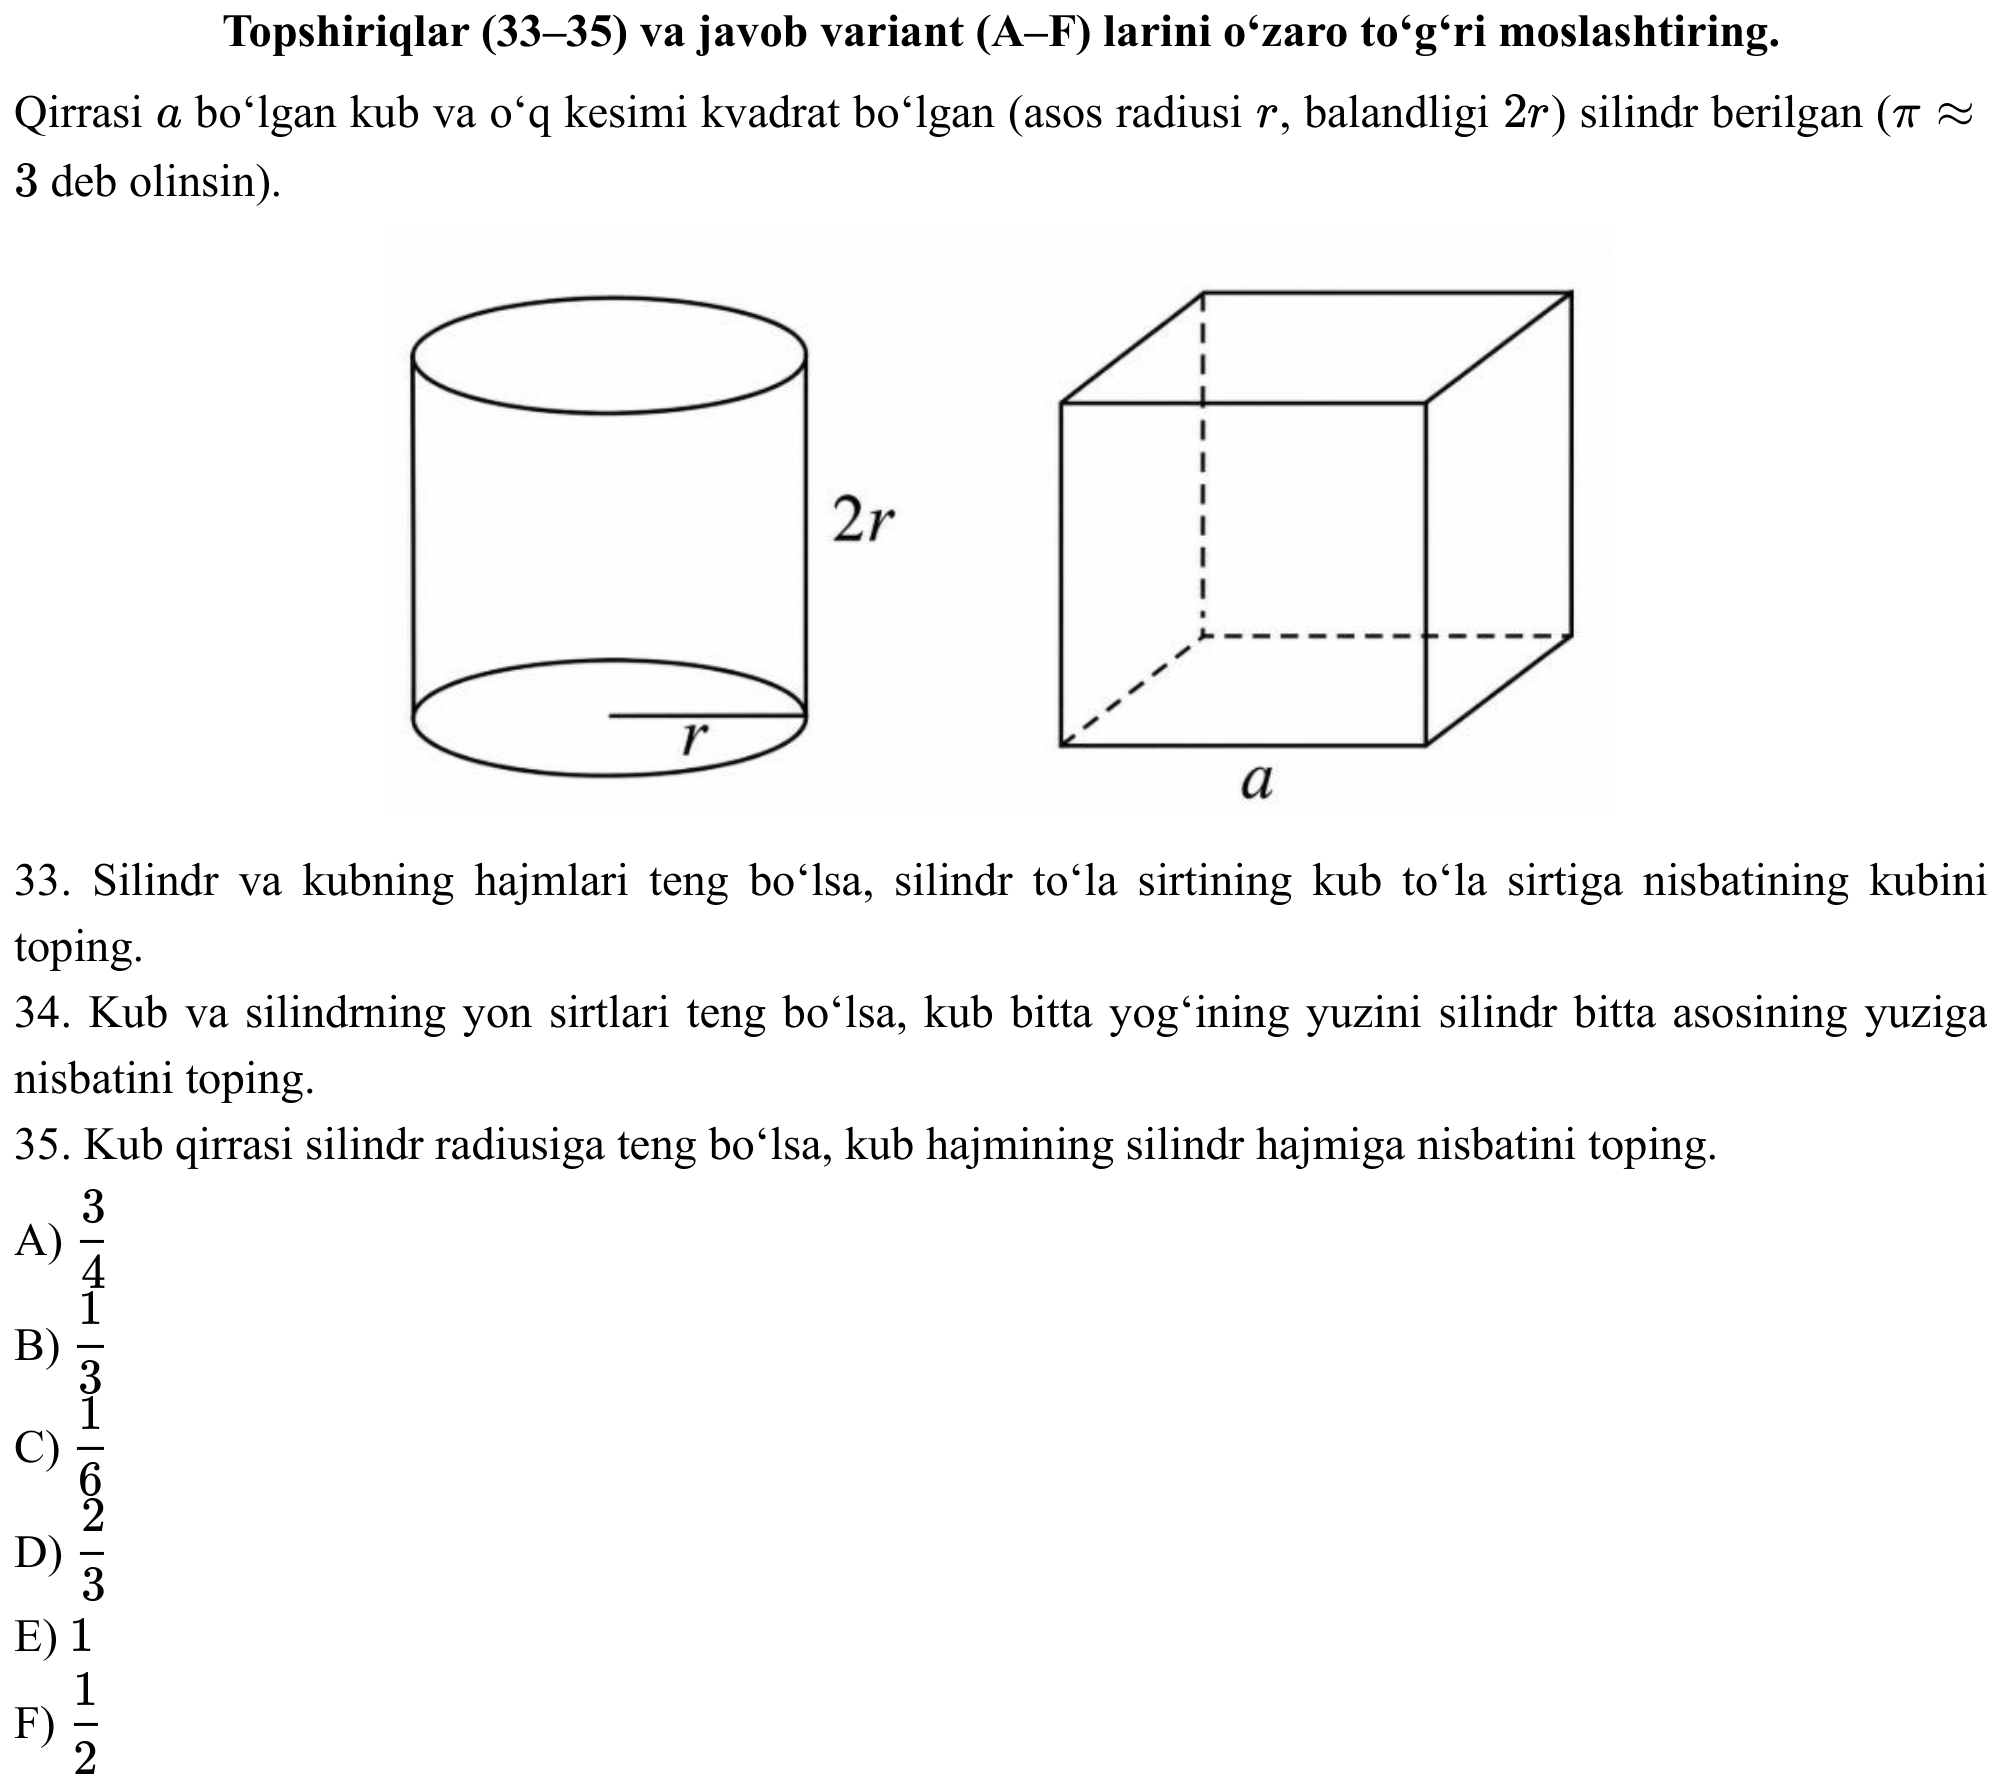 Topshiriqlar (33–35) va javob variant (A–F) larini o‘zaro to‘g‘ri moslashtiring.
Qirrasi a bo‘lgan kub va o‘q kesimi kvadrat bo‘lgan (asos radiusi r, balandligi 2r) silindr berilgan (π ≈
3 deb olinsin).
2r
r
a
33. Silindr va kubning hajmlari teng bo‘lsa, silindr to‘la sirtining kub to‘la sirtiga nisbatining kubini
toping.
34. Kub va silindrning yon sirtlari teng bo‘lsa, kub bitta yog‘ining yuzini silindr bitta asosining yuziga
nisbatini toping.
35. Kub qirrasi silindr radiusiga teng bo‘lsa, kub hajmining silindr hajmiga nisbatini toping.
A) 3/4
B) 1/3
C) 1/6
D) 2/3
E) 1
F) 1/2